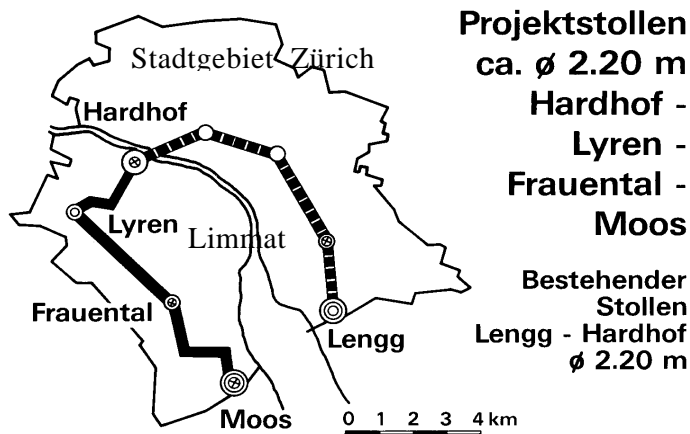 Projektstollen
ca. ø 2.20 m
Hardhof -
Lyren -
Frauental -
Moos
Bestehender
Stollen
Lengg - Hardhof
ø 2.20 m
Stadtgebiet Zürich
Hardhof
Lyren
Limmat
Frauental
Lengg
Moos
0 1 2 3 4 km